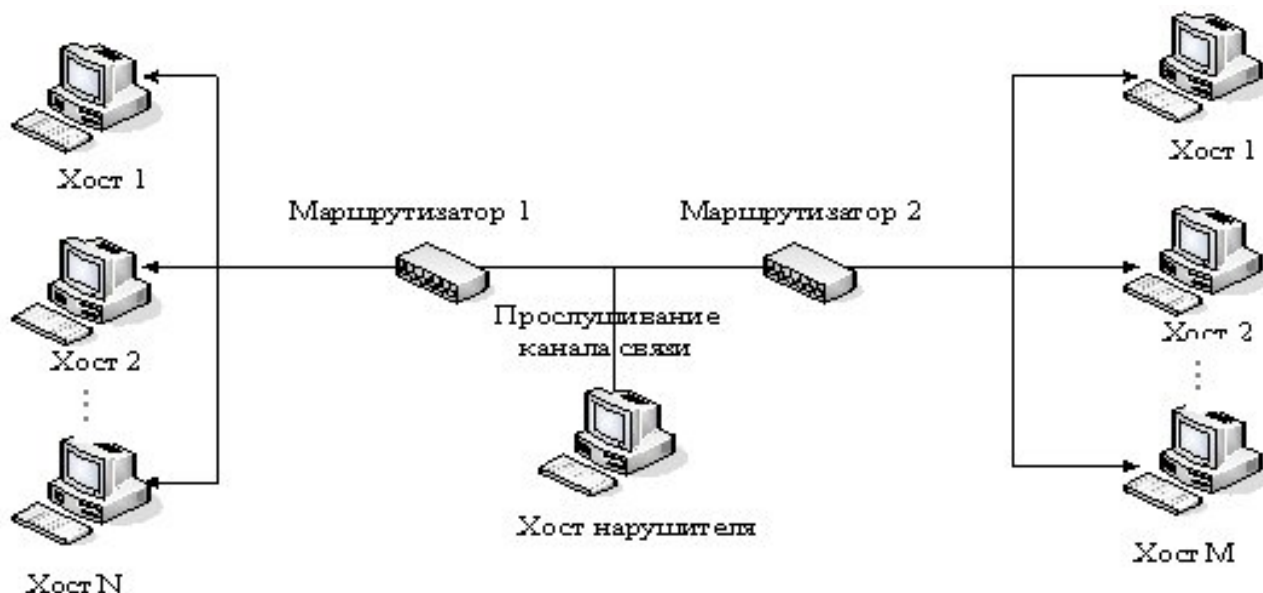 Хост 1
Хост 1
Маршрутизатор 1
Маршрутизатор 2
Хост 2
Хост 2
Прослушивание
канала связи
Хост нарушителя
Хост N
Хост M